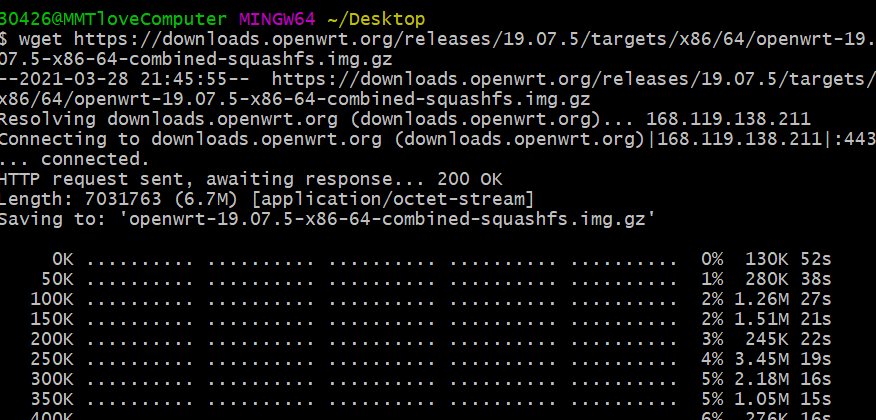 30426@MMTloveComputer MINGW64 ~/Desktop
$ wget https://downloads.openwrt.org/releases/19.07.5/targets/x86/64/openwrt-19.
07.5-x86-64-combined-squashfs.img.gz
--2021-03-28 21:45:55--  https://downloads.openwrt.org/releases/19.07.5/targets/
x86/64/openwrt-19.07.5-x86-64-combined-squashfs.img.gz
Resolving downloads.openwrt.org (downloads.openwrt.org)... 168.119.138.211
Connecting to downloads.openwrt.org (downloads.openwrt.org)|168.119.138.211|:443
... connected.
HTTP request sent, awaiting response... 200 OK
Length: 7031763 (6.7M) [application/octet-stream]
Saving to: 'openwrt-19.07.5-x86-64-combined-squashfs.img.gz'
0K .......... .......... .......... .......... ..........  0%  130K 52s
50K .......... .......... .......... .......... ..........  1%  280K 38s
100K .......... .......... .......... .......... ..........  2% 1.26M 27s
150K .......... .......... .......... .......... ..........  2% 1.51M 21s
200K .......... .......... .......... .......... ..........  3%  245K 22s
250K .......... .......... .......... .......... ..........  4% 3.45M 19s
300K .......... .......... .......... .......... ..........  5% 2.18M 16s
350K .......... .......... .......... .......... ..........  5% 1.05M 15s
400K .......... .......... .......... .......... ..........  6%  276K 16s